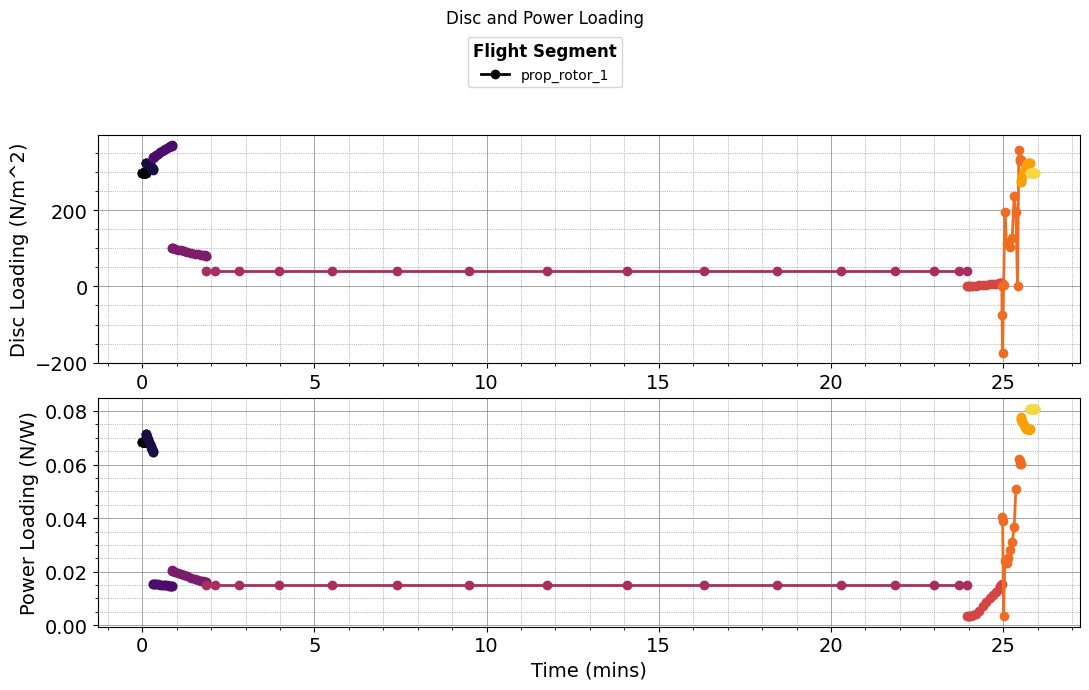 Disc and Power Loading
Flight Segment
prop_rotor_1
Disc Loading (N/m^2)
200
0
−200
0 5 10 15 20 25
Power Loading (N/W)
0.08
0.06
0.04
0.02
0.00
0 5 10 15 20 25
Time (mins)